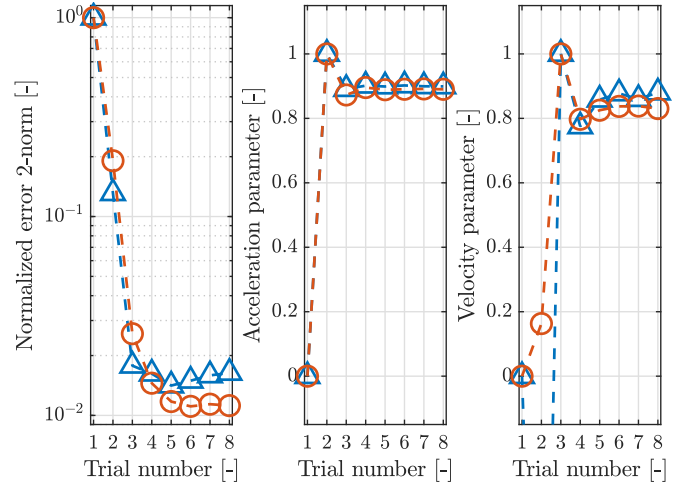 Normalized error 2-norm [-]
10^0
10^{-1}
10^{-2}
1 2 3 4 5 6 7 8
Trial number [-]
Acceleration parameter [-]
1
0.8
0.6
0.4
0.2
0
1 2 3 4 5 6 7 8
Trial number [-]
Velocity parameter [-]
1
0.8
0.6
0.4
0.2
0
1 2 3 4 5 6 7 8
Trial number [-]